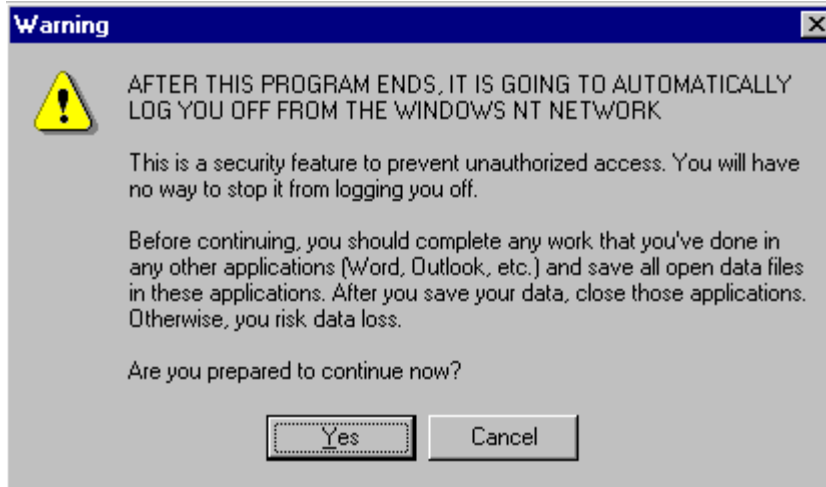 Warning
AFTER THIS PROGRAM ENDS, IT IS GOING TO AUTOMATICALLY
LOG YOU OFF FROM THE WINDOWS NT NETWORK
This is a security feature to prevent unauthorized access. You will have
no way to stop it from logging you off.
Before continuing, you should complete any work that you've done in
any other applications (Word, Outlook, etc.) and save all open data files
in these applications. After you save your data, close those applications.
Otherwise, you risk data loss.
Are you prepared to continue now?
Yes
Cancel